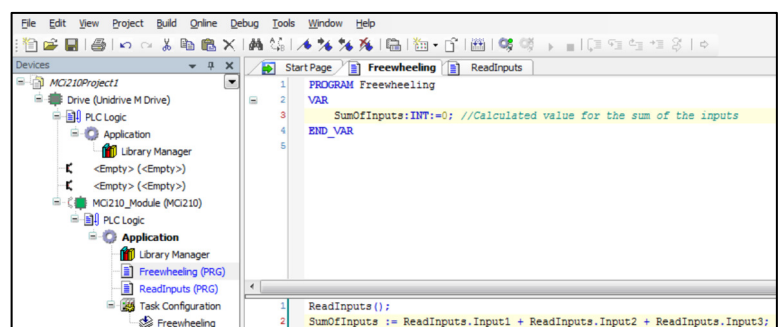 File Edit View Project Build Online Debug Tools Window Help
Devices
MCi210Project1
Drive (Unidrive M Drive)
PLC Logic
Application
Library Manager
<Empty> (<Empty>)
<Empty> (<Empty>)
MCi210_Module (MCi210)
PLC Logic
Application
Library Manager
Freewheeling (PRG)
ReadInputs (PRG)
Task Configuration
Freewheeling
Start Page Freewheeling ReadInputs
1 PROGRAM Freewheeling
2 VAR
3 SumOfInputs:INT:=0; //Calculated value for the sum of the inputs
4 END_VAR
5
1 ReadInputs();
2 SumOfInputs := ReadInputs.Input1 + ReadInputs.Input2 + ReadInputs.Input3;